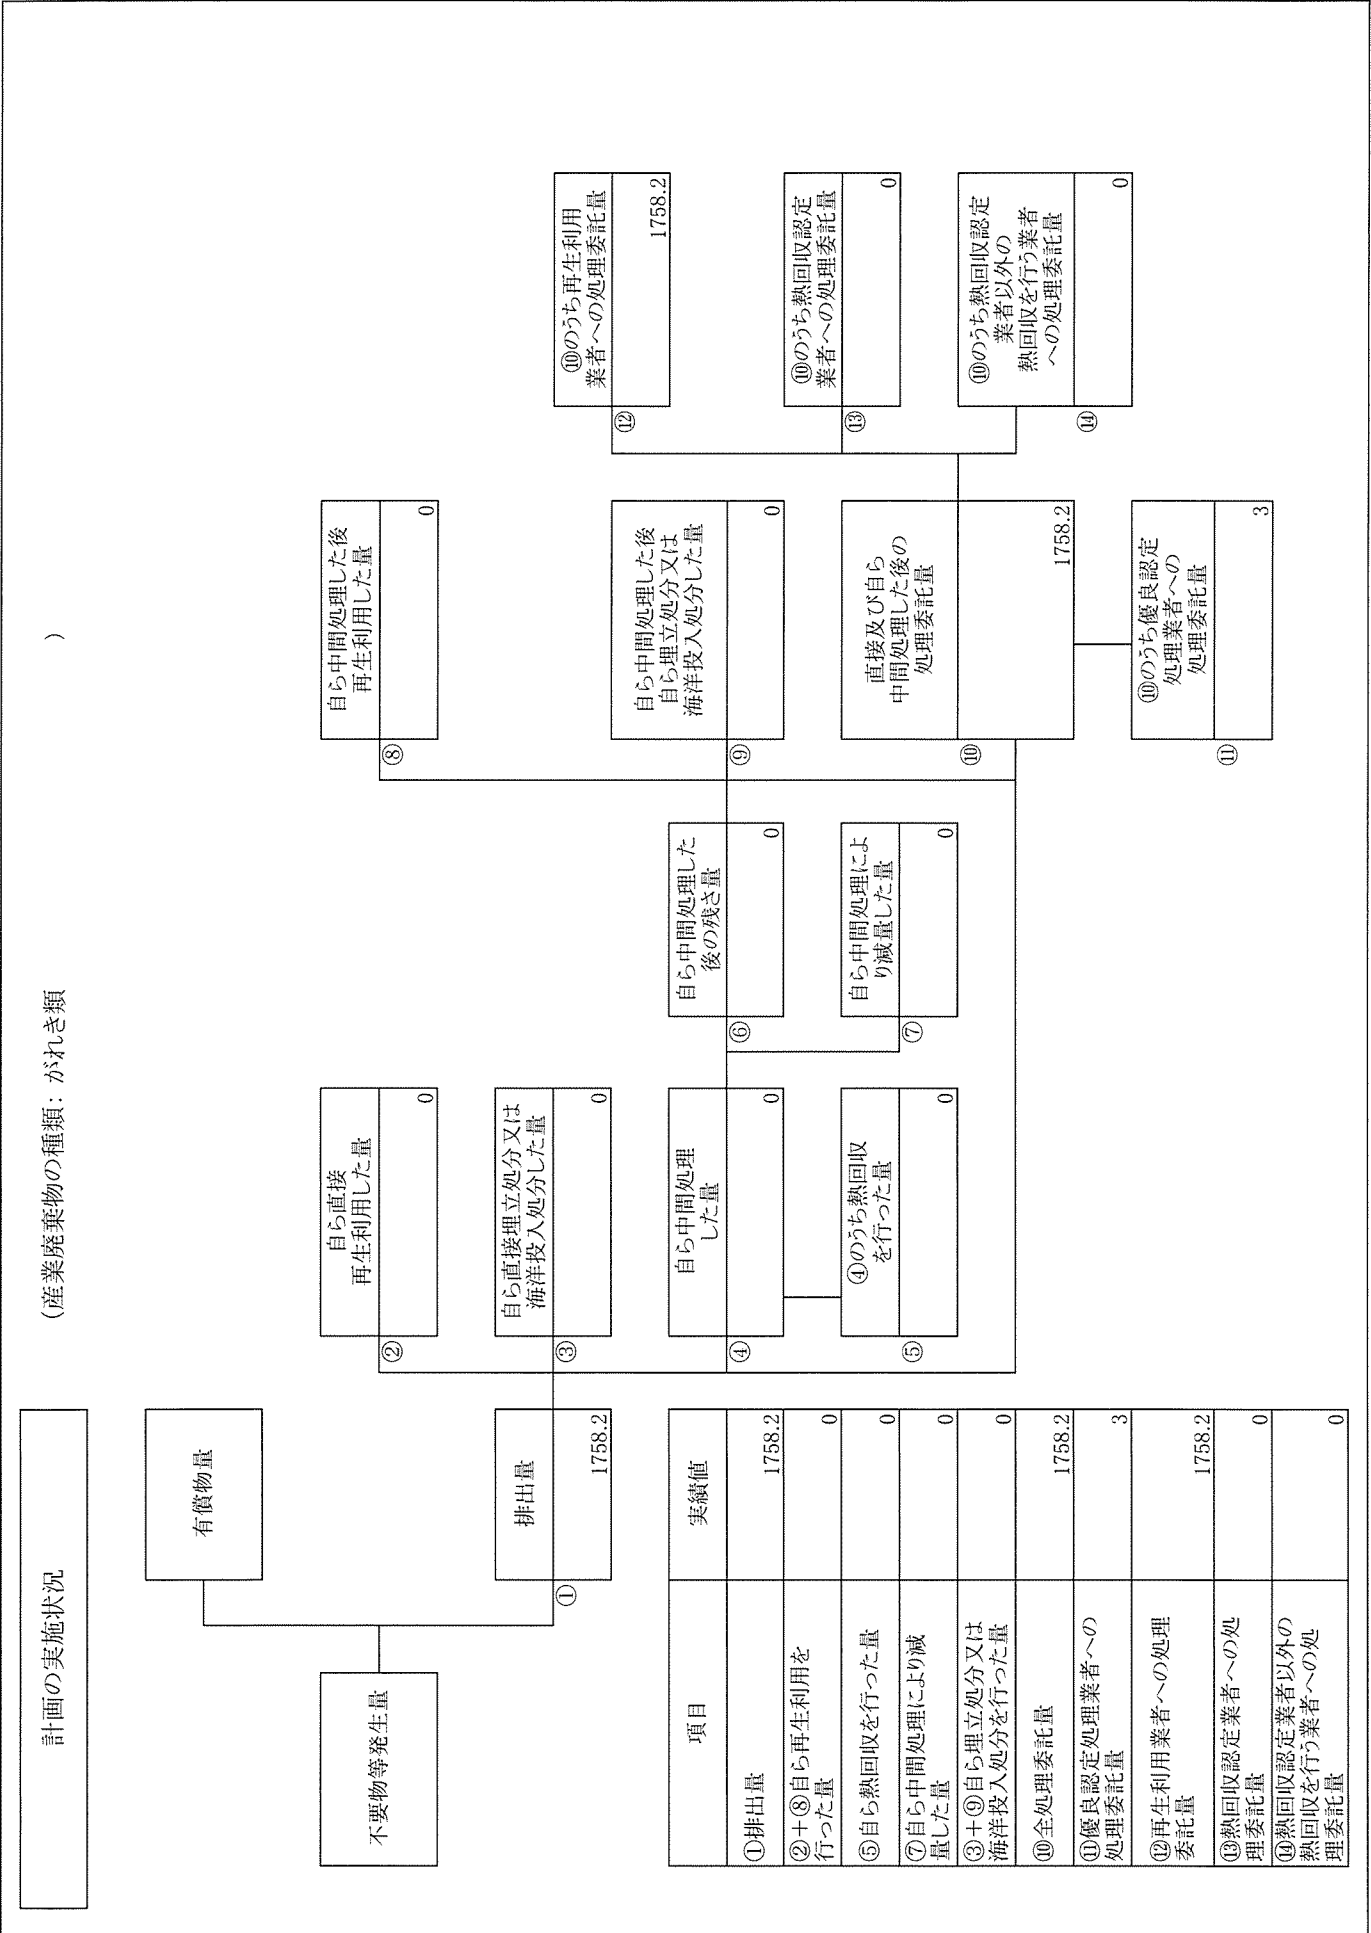 計画の実施状況
(産業廃棄物の種類：がれき類 )
不要物等発生量
有償物量
排出量
①
1758.2
自ら直接
再生利用した量
②
0
自ら直接埋立処分又は
海洋投入処分した量
③
0
自ら中間処理
した量
④
0
④のうち熱回収
を行った量
⑤
0
自ら中間処理した
後の残さ量
⑥
0
自ら中間処理によ
り減量した量
⑦
0
自ら中間処理した後
再生利用した量
⑧
0
自ら中間処理した後
自ら埋立処分又は
海洋投入処分した量
⑨
0
直接及び自ら
中間処理した後の
処理委託量
⑩
1758.2
⑩のうち優良認定
処理業者への
処理委託量
⑪
3
⑩のうち再生利用
業者への処理委託量
⑫
1758.2
⑩のうち熱回収認定
業者への処理委託量
⑬
0
⑩のうち熱回収認定
業者以外の
熱回収を行う業者
への処理委託量
⑭
0
項目 実績値
①排出量 1758.2
②＋⑧自ら再生利用を
行った量 0
⑤自ら熱回収を行った量 0
⑦自ら中間処理により減
量した量 0
③＋⑨自ら埋立処分又は
海洋投入処分を行った量 0
⑩全処理委託量 1758.2
⑪優良認定処理業者への
処理委託量 3
⑫再生利用業者への処理
委託量 1758.2
⑬熱回収認定業者への処
理委託量 0
⑭熱回収認定業者以外の
熱回収を行う業者への処
理委託量 0